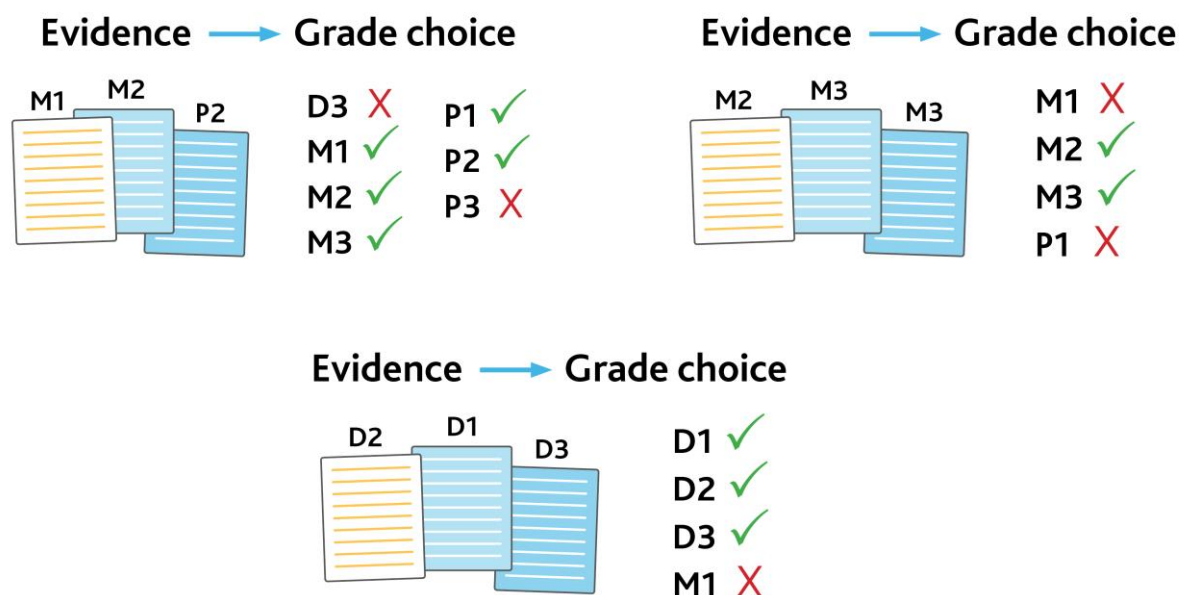 Evidence → Grade choice
M1
M2
P2
D3 X
M1 ✓
M2 ✓
M3 ✓
P1 ✓
P2 ✓
P3 X
Evidence → Grade choice
M2
M3
M3
M1 X
M2 ✓
M3 ✓
P1 X
Evidence → Grade choice
D2
D1
D3
D1 ✓
D2 ✓
D3 ✓
M1 X